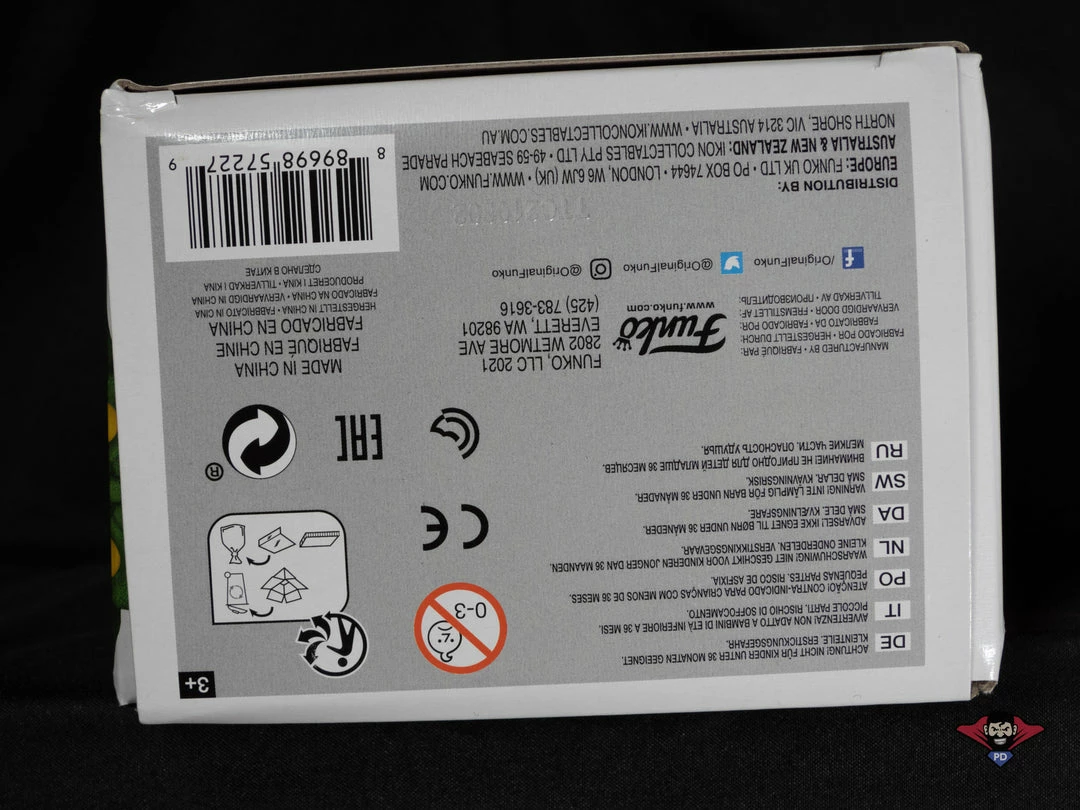 3+
0-3
DE
ACHTUNG! NICHT FÜR KINDER UNTER 36 MONATEN GEEIGNET.
KLEINTEILE. ERSTICKUNGSGEFAHR.
IT
AVVERTENZA NON ADATTO A BAMBINI DI ETÀ INFERIORE A 36 MESI.
PICCOLE PARTI. RISCHIO DI SOFFOCAMENTO.
PO
ATENÇÃO! CONTRA-INDICADO PARA CRIANÇAS COM MENOS DE 36 MESES.
PEQUENAS PARTES. RISCO DE ASFIXIA.
NL
WAARSCHUWING! NIET GESCHIKT VOOR KINDEREN JONGER DAN 36 MAANDEN.
KLEINE ONDERDELEN. VERSTIKKINGSGEVAAR.
DA
ADVARSEL! IKKE EGNET TIL BØRN UNDER 36 MÅNEDER.
SMÅ DELE. KVÆLNINGSFARE.
SW
VARNING! INTE LÄMPLIG FÖR BARN UNDER 36 MÅNADER.
SMÅ DELAR. KVÄVNINGSRISK.
RU
ВНИМАНИЕ! НЕ ПРИГОДНО ДЛЯ ДЕТЕЙ МЛАДШЕ 36 МЕСЯЦЕВ.
МЕЛКИЕ ЧАСТИ. ОПАСНОСТЬ УДУШЬЯ.
CE
EAC
®
MANUFACTURED BY • FABRIQUÉ PAR:
FABRICADO POR • HERGESTELLT DURCH:
FABBRICATO DA • FABRICADO POR:
VERVAARDIGD DOOR • FREMSTILLET AF:
TILLVERKAD AV • ПРОИЗВОДИТЕЛЬ:
Funko
www.funko.com
FUNKO, LLC 2021
2802 WETMORE AVE
EVERETT, WA 98201
(425) 783-3616
MADE IN CHINA
FABRIQUÉ EN CHINE
FABRICADO EN CHINA
HERGESTELLT IN CHINA • FABBRICATO IN CINA
FABRICADO NA CHINA • VERVAARDIGD IN CHINA
PRODUCERET I KINA • TILLVERKAD I KINA
СДЕЛАНО В КИТАЕ
/OriginalFunko
@OriginalFunko
@OriginalFunko
DISTRIBUTION BY:
EUROPE: FUNKO UK LTD • PO BOX 74644 • LONDON, W6 6JW (UK) • WWW.FUNKO.COM
AUSTRALIA & NEW ZEALAND: IKON COLLECTABLES PTY LTD • 49-59 SEABEACH PARADE
NORTH SHORE, VIC 3214 AUSTRALIA • WWW.IKONCOLLECTABLES.COM.AU
8 89698 57227 9
PD